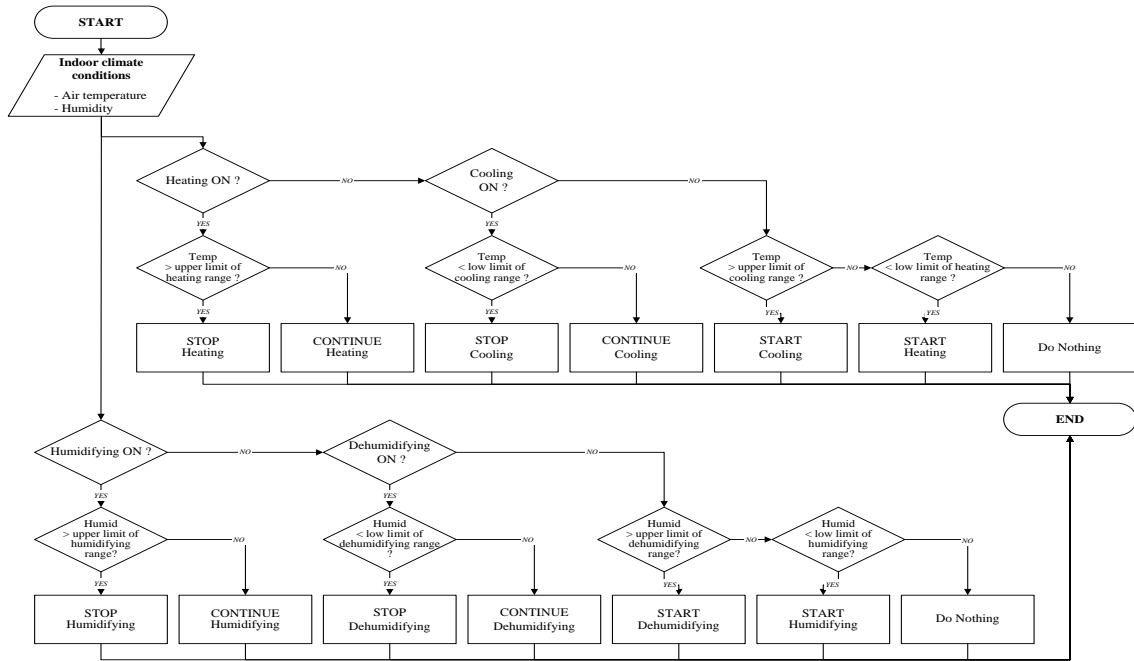 START
Indoor climate
conditions
- Air temperature
- Humidity
Heating ON ?
NO
Cooling
ON ?
NO
YES
YES
Temp
> upper limit of
heating range ?
NO
Temp
< low limit of
cooling range ?
NO
Temp
> upper limit of
cooling range ?
NO
Temp
< low limit of heating
range ?
NO
YES
YES
YES
YES
STOP
Heating
CONTINUE
Heating
STOP
Cooling
CONTINUE
Cooling
START
Cooling
START
Heating
Do Nothing
END
Humidifying ON ?
NO
Dehumidifying
ON ?
NO
YES
YES
Humid
> upper limit of
humidifying
range?
NO
Humid
< low limit of
dehumidifying range
?
NO
Humid
> upper limit of
dehumidifying
range?
NO
Humid
< low limit of
humidifying
range?
NO
YES
YES
YES
YES
STOP
Humidifying
CONTINUE
Humidifying
STOP
Dehumidifying
CONTINUE
Dehumidifying
START
Dehumidifying
START
Humidifying
Do Nothing